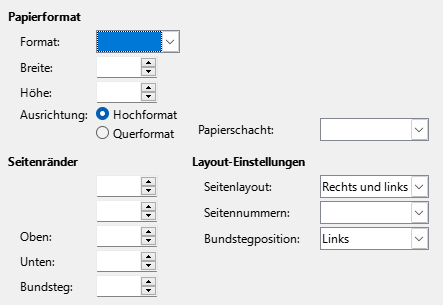 Papierformat
Format:
Breite:
Höhe:
Ausrichtung: Hochformat
Querformat
Papierschacht:
Seitenränder
Layout-Einstellungen
Seitenlayout: Rechts und links
Seitennummern:
Oben:
Bundstegposition: Links
Unten:
Bundsteg: